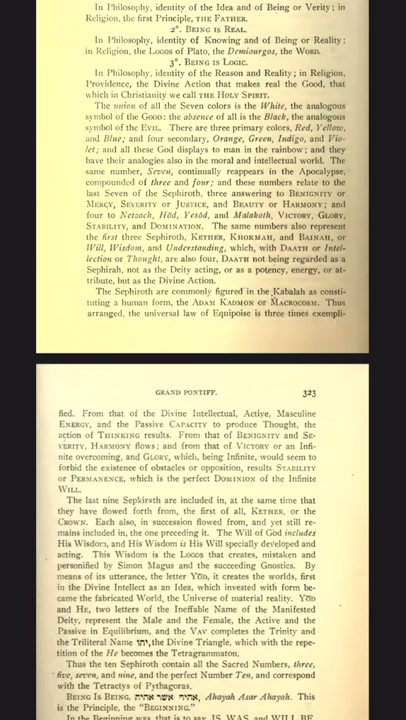 In Philosophy, identity of the Idea and of Being or Verity; in
Religion, the first Principle, THE FATHER.
2°. BEING IS REAL.
In Philosophy, identity of Knowing and of Being or Reality;
in Religion, the LOGOS of Plato, the Demiourgos, the WORD.
3°. BEING IS LOGIC.
In Philosophy, identity of the Reason and Reality; in Religion,
Providence, the Divine Action that makes real the Good, that
which in Christianity we call THE HOLY SPIRIT.
The union of all the Seven colors is the White, the analogous
symbol of the GOOD: the absence of all is the Black, the analogous
symbol of the EVIL. There are three primary colors, Red, Yellow,
and Blue; and four secondary, Orange, Green, Indigo, and Vio-
let; and all these God displays to man in the rainbow; and they
have their analogies also in the moral and intellectual world. The
same number, Seven, continually reappears in the Apocalypse,
compounded of three and four; and these numbers relate to the
last Seven of the Sephiroth, three answering to BENIGNITY or
MERCY, SEVERITY or JUSTICE, and BEAUTY or HARMONY; and
four to Netzach, Hōd, Yesōd, and Malakoth, VICTORY, GLORY,
STABILITY, and DOMINATION. The same numbers also represent
the first three Sephiroth, KETHER, KHOKMAH, and BAINAH, or
Will, Wisdom, and Understanding, which, with DAATH or Intel-
lection or Thought, are also four, DAATH not being regarded as a
Sephirah, not as the Deity acting, or as a potency, energy, or at-
tribute, but as the Divine Action.
The Sephiroth are commonly figured in the Kabalah as consti-
tuting a human form, the ADAM KADMON or MACROCOSM. Thus
arranged, the universal law of Equipoise is three times exempli-
GRAND PONTIFF. 323
fied. From that of the Divine Intellectual, Active, Masculine
ENERGY, and the Passive CAPACITY to produce Thought, the
action of THINKING results. From that of BENIGNITY and SE-
VERITY, HARMONY flows; and from that of VICTORY or an Infi-
nite overcoming, and GLORY, which, being Infinite, would seem to
forbid the existence of obstacles or opposition, results STABILITY
or PERMANENCE, which is the perfect DOMINION of the Infinite
WILL.
The last nine Sephiroth are included in, at the same time that
they have flowed forth from, the first of all, KETHER, or the
CROWN. Each also, in succession flowed from, and yet still re-
mains included in, the one preceding it. The Will of God includes
His Wisdom, and His Wisdom is His Will specially developed and
acting. This Wisdom is the LOGOS that creates, mistaken and
personified by Simon Magus and the succeeding Gnostics. By
means of its utterance, the letter YŌD, it creates the worlds, first
in the Divine Intellect as an Idea, which invested with form be-
came the fabricated World, the Universe of material reality. YŌD
and HE, two letters of the Ineffable Name of the Manifested
Deity, represent the Male and the Female, the Active and the
Passive in Equilibrium, and the VAV completes the Trinity and
the Triliteral Name יהו, the Divine Triangle, which with the repe-
tition of the He becomes the Tetragrammaton.
Thus the ten Sephiroth contain all the Sacred Numbers, three,
five, seven, and nine, and the perfect Number Ten, and correspond
with the Tetractys of Pythagoras.
BEING IS BEING, אהיה אשר אהיה, Ahayah Asar Ahayah. This
is the Principle, the "BEGINNING."
In the Beginning was, that is to say, IS, WAS, and WILL BE